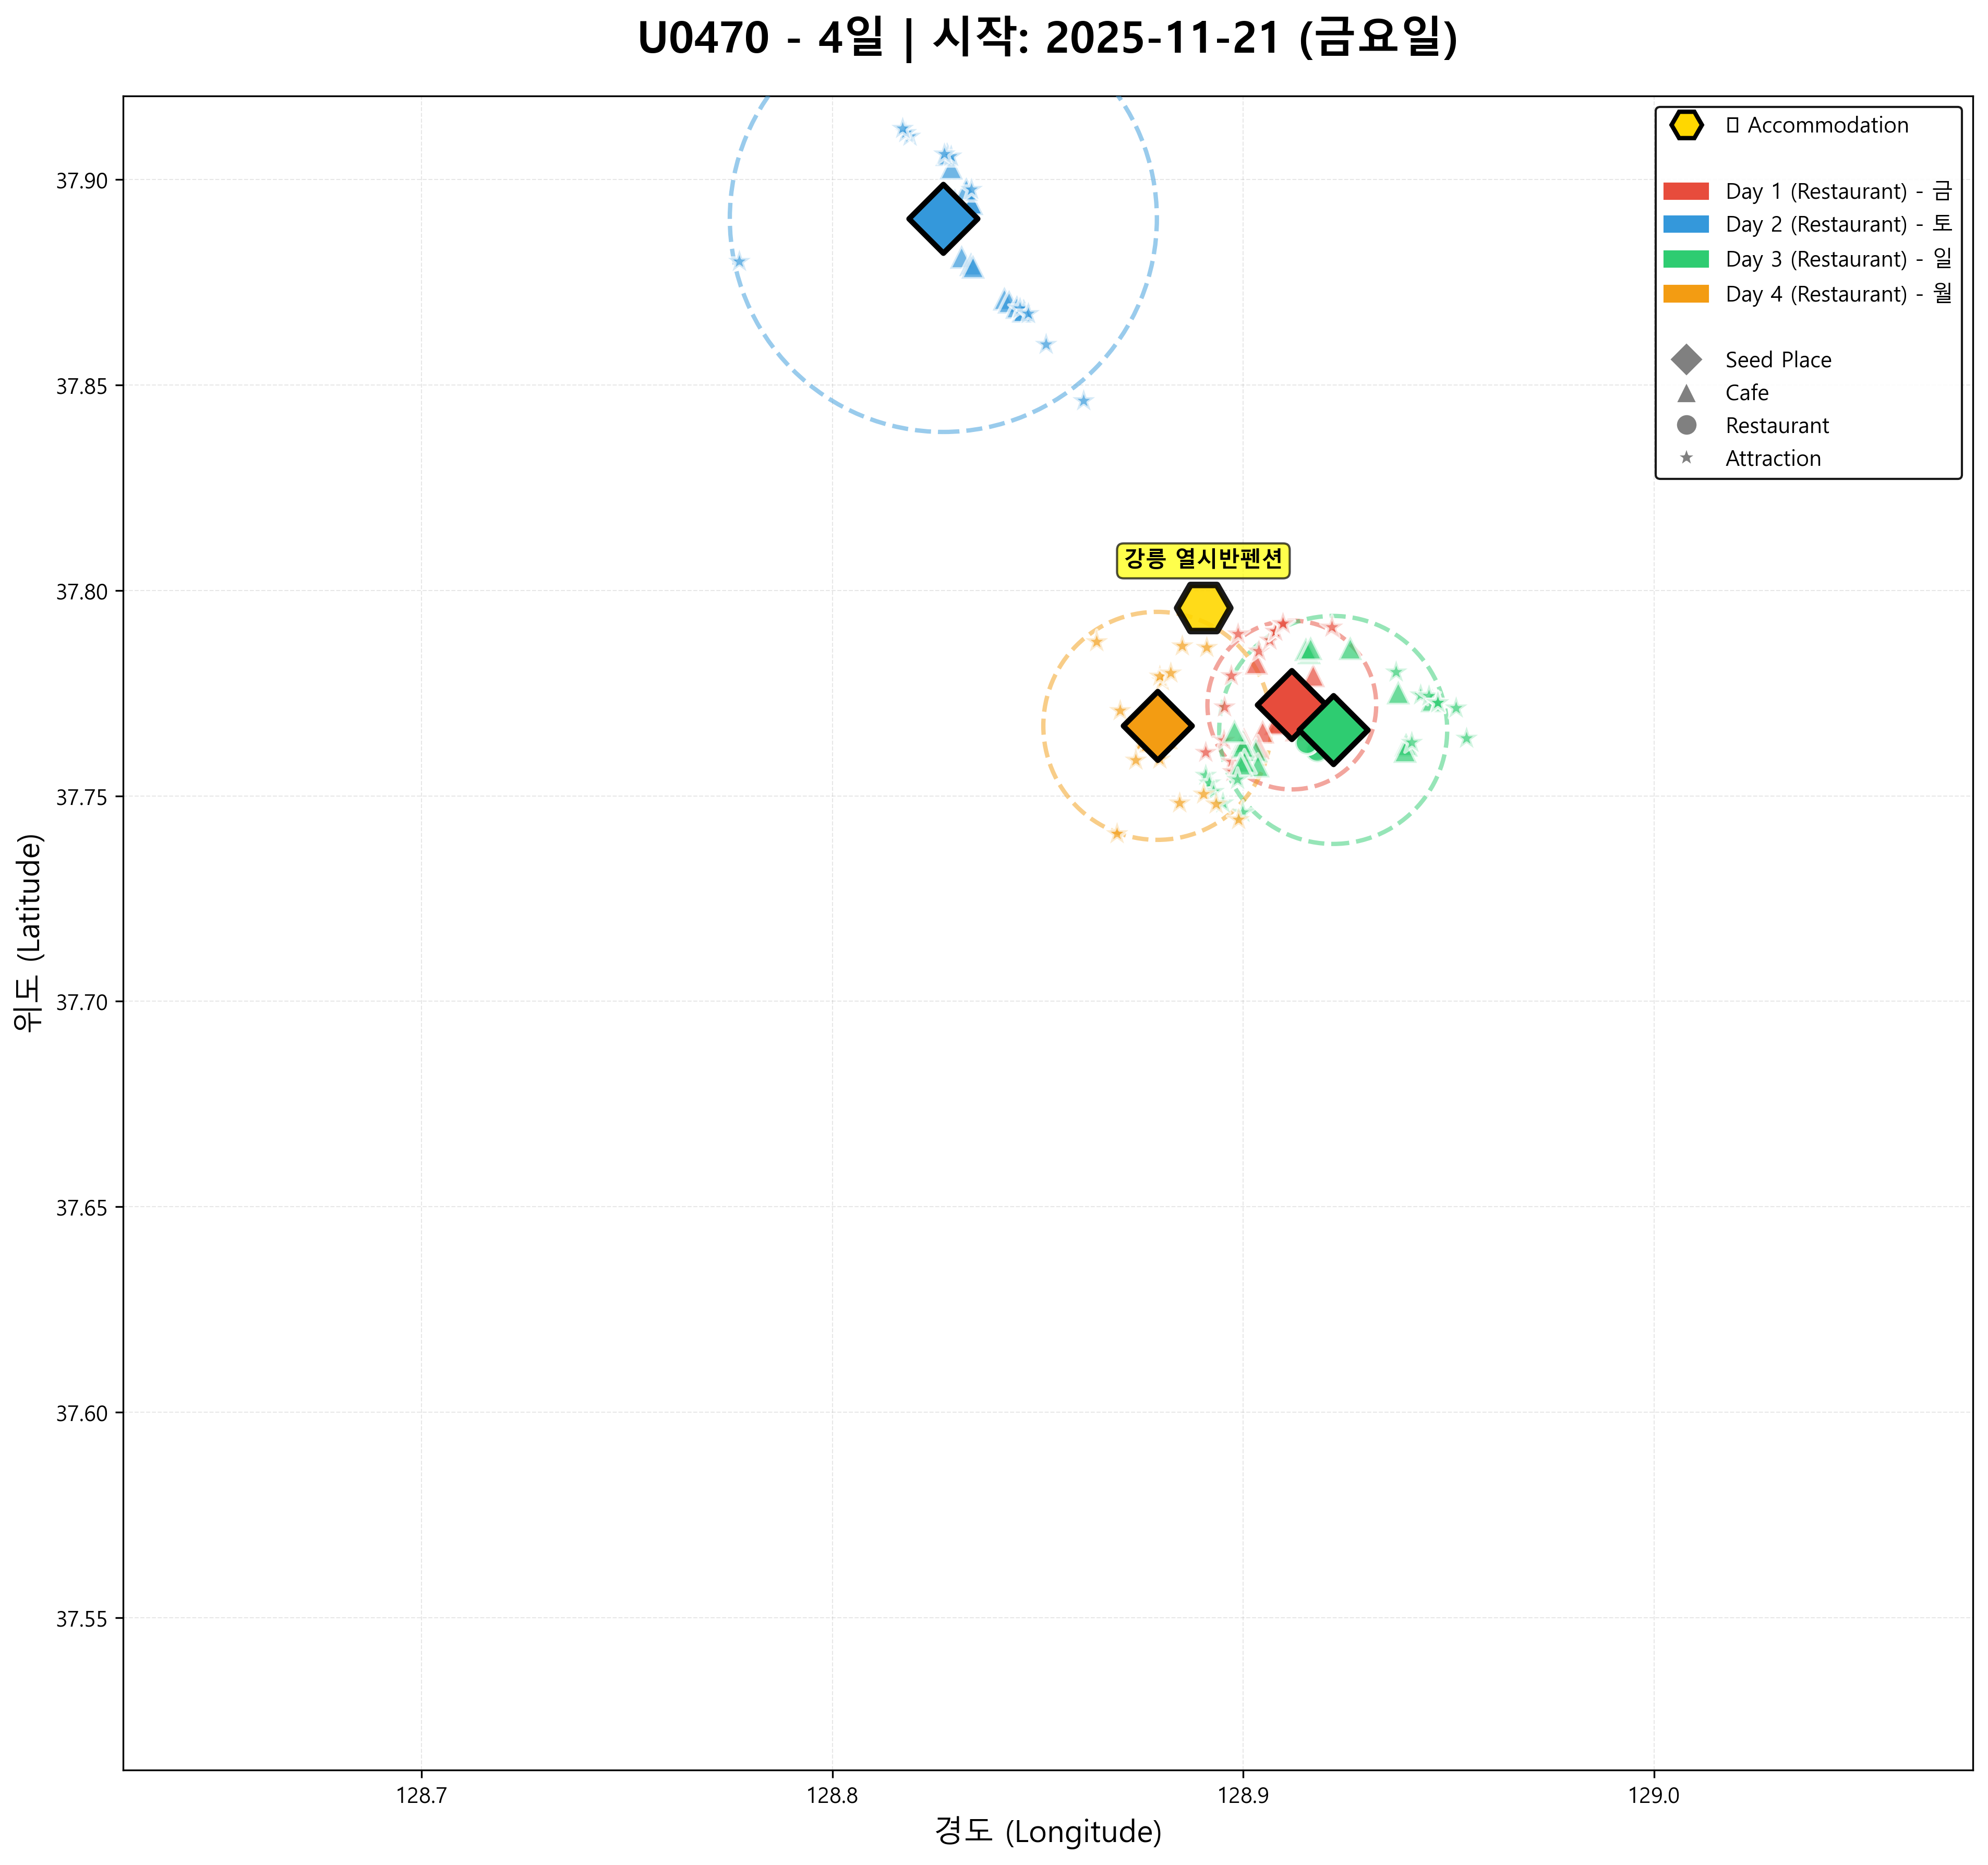 U0470 - 4일 | 시작: 2025-11-21 (금요일)
Accommodation
Day 1 (Restaurant) - 금
Day 2 (Restaurant) - 토
Day 3 (Restaurant) - 일
Day 4 (Restaurant) - 월
Seed Place
Cafe
Restaurant
Attraction
강릉 열시반펜션
37.90
37.85
37.80
37.75
37.70
37.65
37.60
37.55
위도 (Latitude)
128.7
128.8
128.9
129.0
경도 (Longitude)